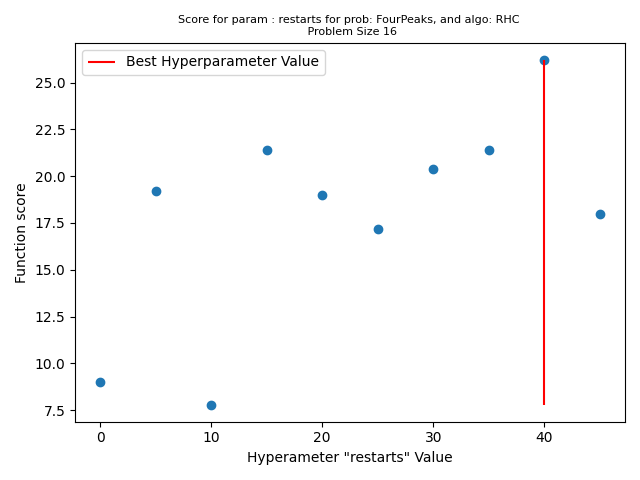 Score for param : restarts for prob: FourPeaks, and algo: RHC
Problem Size 16
Best Hyperparameter Value
Function score
25.0
22.5
20.0
17.5
15.0
12.5
10.0
7.5
0 10 20 30 40
Hyperameter "restarts" Value